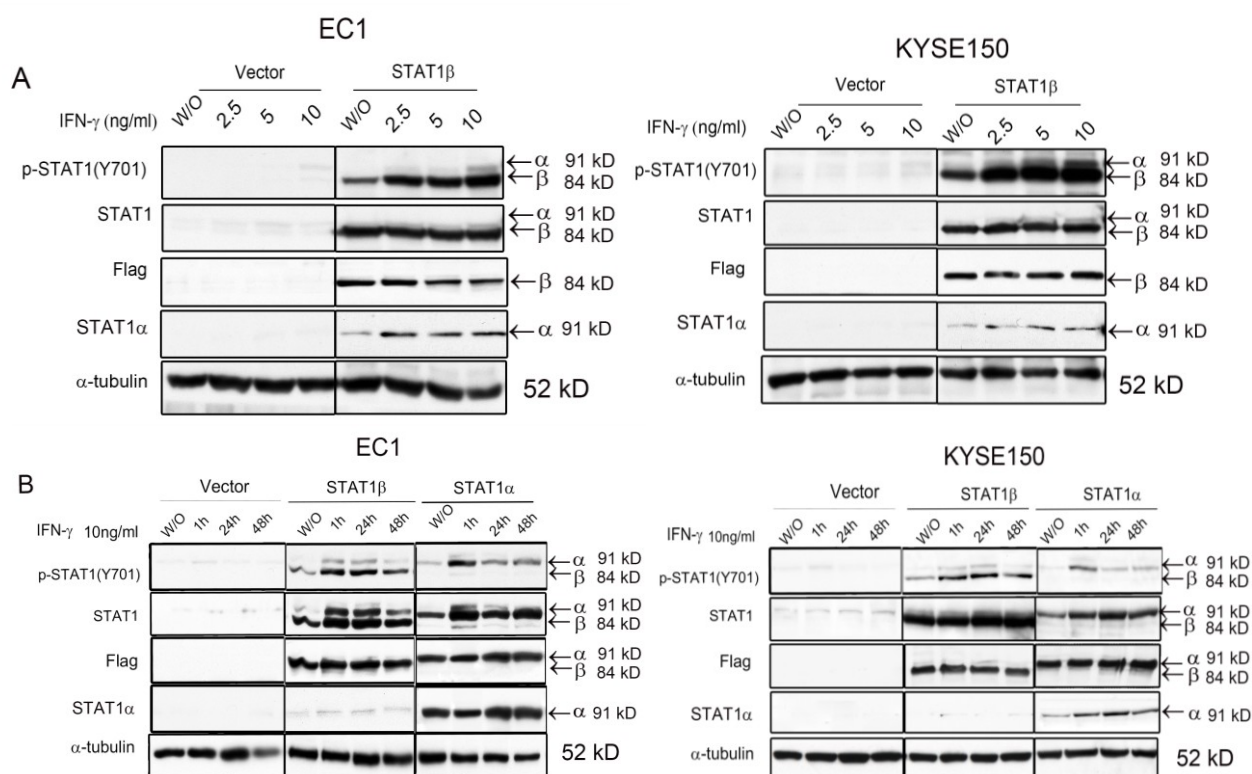 EC1
KYSE150
A
Vector STAT1β
IFN-γ (ng/ml) W/O 2.5 5 10 W/O 2.5 5 10
p-STAT1(Y701) ←α 91 kD
←β 84 kD
STAT1 ←α 91 kD
←β 84 kD
Flag ←β 84 kD
STAT1α ←α 91 kD
α-tubulin 52 kD
Vector STAT1β
IFN-γ (ng/ml) W/O 2.5 5 10 W/O 2.5 5 10
p-STAT1(Y701) ←α 91 kD
←β 84 kD
STAT1 ←α 91 kD
←β 84 kD
Flag ←β 84 kD
STAT1α ←α 91 kD
α-tubulin 52 kD
EC1
KYSE150
B
Vector STAT1β STAT1α
IFN-γ 10ng/ml W/O 1h 24h 48h W/O 1h 24h 48h W/O 1h 24h 48h
p-STAT1(Y701) ←α 91 kD
←β 84 kD
STAT1 ←α 91 kD
←β 84 kD
Flag ←α 91 kD
←β 84 kD
STAT1α ←α 91 kD
α-tubulin 52 kD
Vector STAT1β STAT1α
IFN-γ 10ng/ml W/O 1h 24h 48h W/O 1h 24h 48h W/O 1h 24h 48h
p-STAT1(Y701) ←α 91 kD
←β 84 kD
STAT1 ←α 91 kD
←β 84 kD
Flag ←α 91 kD
←β 84 kD
STAT1α ←α 91 kD
α-tubulin 52 kD